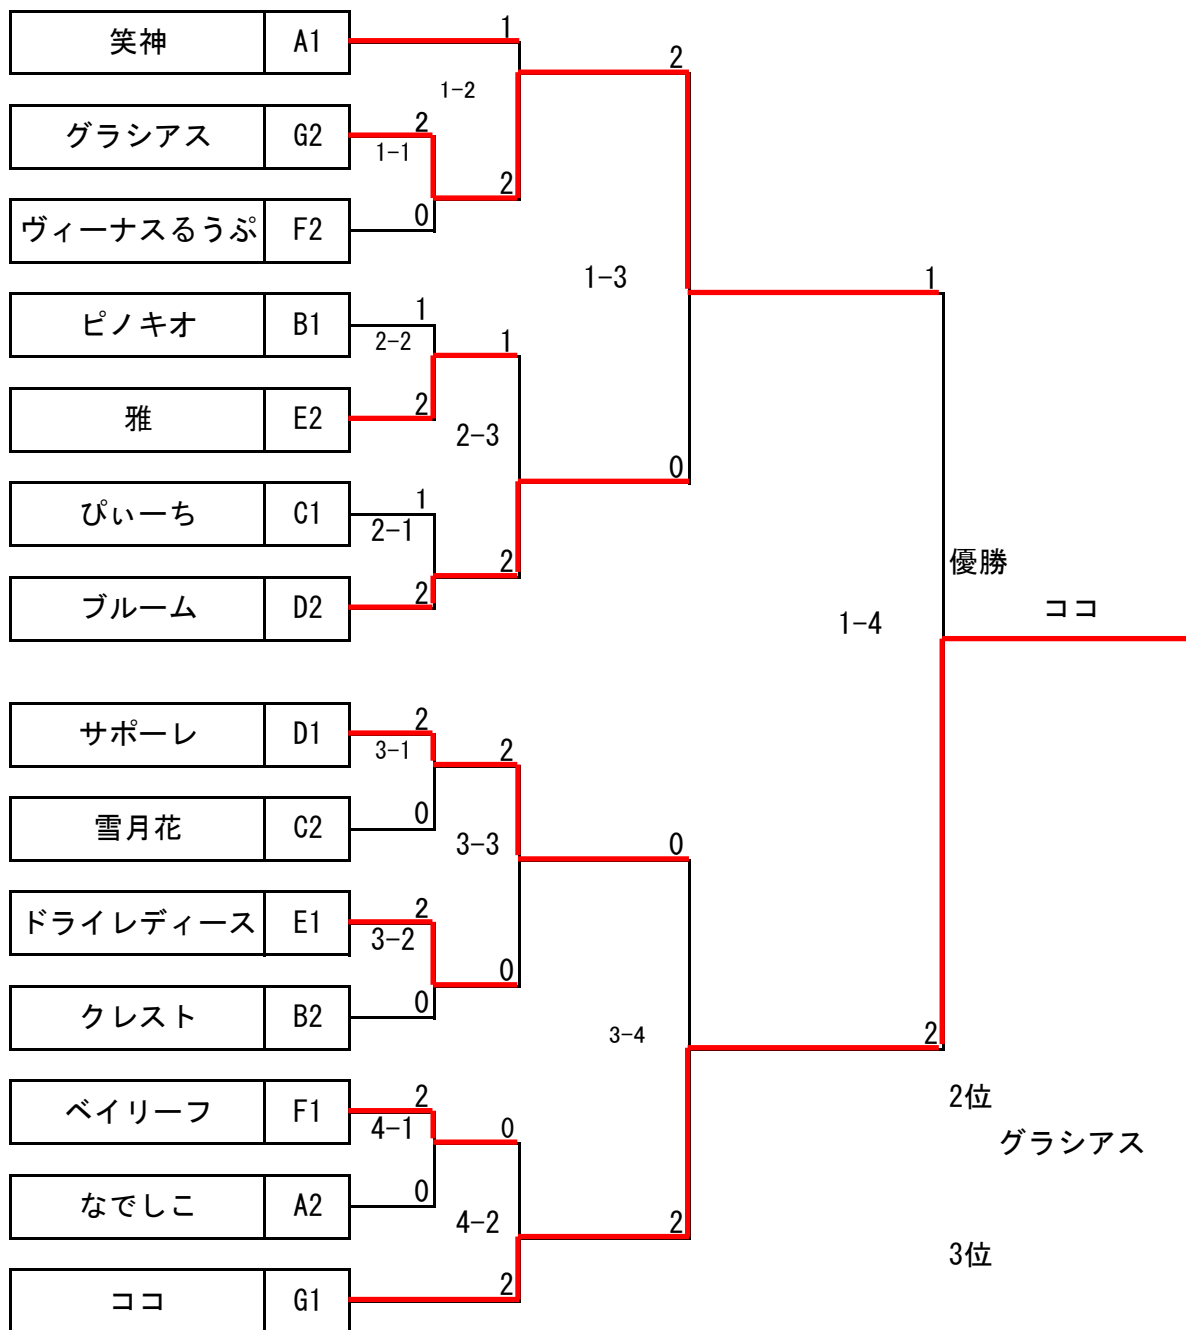 笑神 A1 1
2
1-2
グラシアス G2 2
1-1
2
ヴィーナスるうぷ F2 0
1-3
1
ピノキオ B1 1
2-2
1
雅 E2 2
2-3
0
ぴぃーち C1 1
2-1
2
優勝
ブルーム D2 2
ココ
1-4
サポーレ D1 2
3-1
2
雪月花 C2 0
3-3
0
ドライレディース E1 2
3-2
0
クレスト B2 0
3-4
2
2位
ベイリーフ F1 2
4-1
0
グラシアス
なでしこ A2 0
4-2
2
3位
ココ G1 2